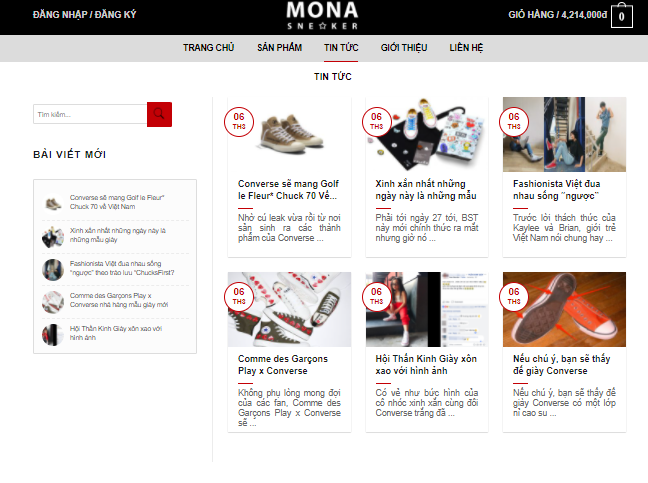 ĐĂNG NHẬP / ĐĂNG KÝ
MONA
SNE☆KER
GIỎ HÀNG / 4,214,000đ
0
TRANG CHỦ
SẢN PHẨM
TIN TỨC
GIỚI THIỆU
LIÊN HỆ
TIN TỨC
Tìm kiếm...
BÀI VIẾT MỚI
Converse sẽ mang Golf le Fleur*
Chuck 70 về Việt Nam
Xinh xắn nhất những ngày này là
những mẫu giày
Fashionista Việt đua nhau sống
“ngược” theo trào lưu “ChucksFirst?
Comme des Garçons Play x
Converse nhá hàng mẫu giày mới
Hội Thần Kinh Giày xôn xao với
hình ảnh
06
TH3
Converse sẽ mang Golf
le Fleur* Chuck 70 Về...
Nhờ cú leak vừa rồi từ nơi
sản sinh ra các thánh
phẩm của Converse ...
06
TH3
Xinh xắn nhất những
ngày này là những mẫu
Phải tới ngày 27 tới, BST
này mới chính thức ra mắt
nhưng giờ nó ...
06
TH3
Fashionista Việt đua
nhau sống “ngược”
Trước lời thách thức của
Kaylee và Brian, giới trẻ
Việt Nam nói chung hay ...
06
TH3
Comme des Garçons
Play x Converse
Không phụ lòng mong đợi
của các fan, Comme des
Garçons Play x Converse
sẽ ...
06
TH3
Hội Thần Kinh Giày xôn
xao với hình ảnh
Có vẻ như bức hình của
cô nhóc xinh xắn cùng đôi
Converse trắng đã ...
06
TH3
Nếu chú ý, bạn sẽ thấy
đế giày Converse
Nếu chú ý, bạn sẽ thấy đế
giày Converse có một lớp
nỉ cao su ...